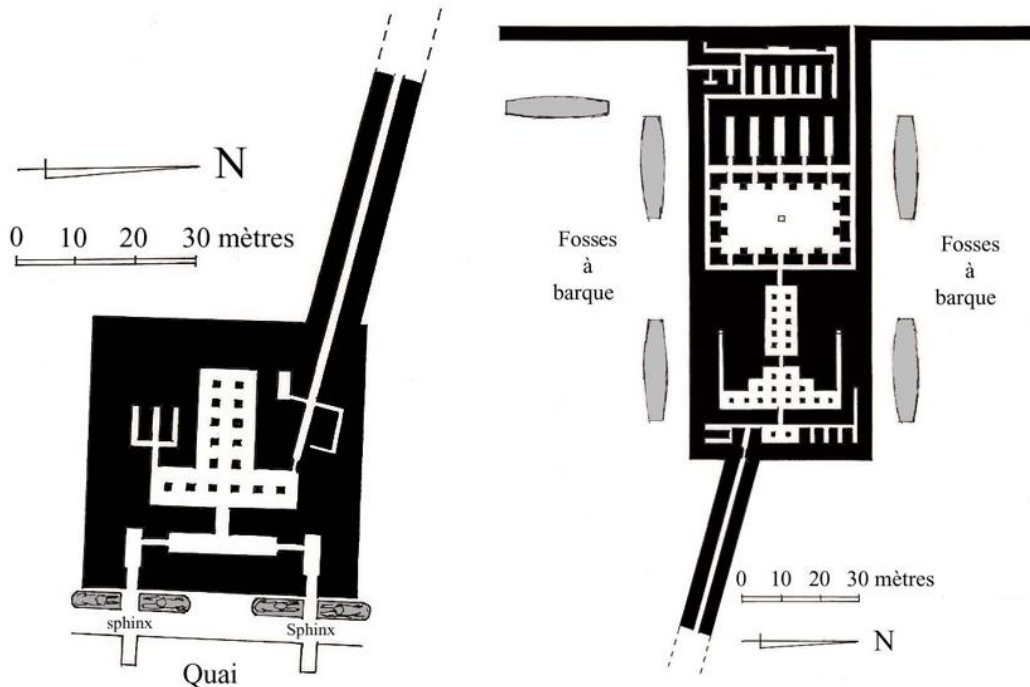 N
0 10 20 30 mètres
sphinx
Sphinx
Quai
Fosses
à
barque
Fosses
à
barque
0 10 20 30 mètres
N